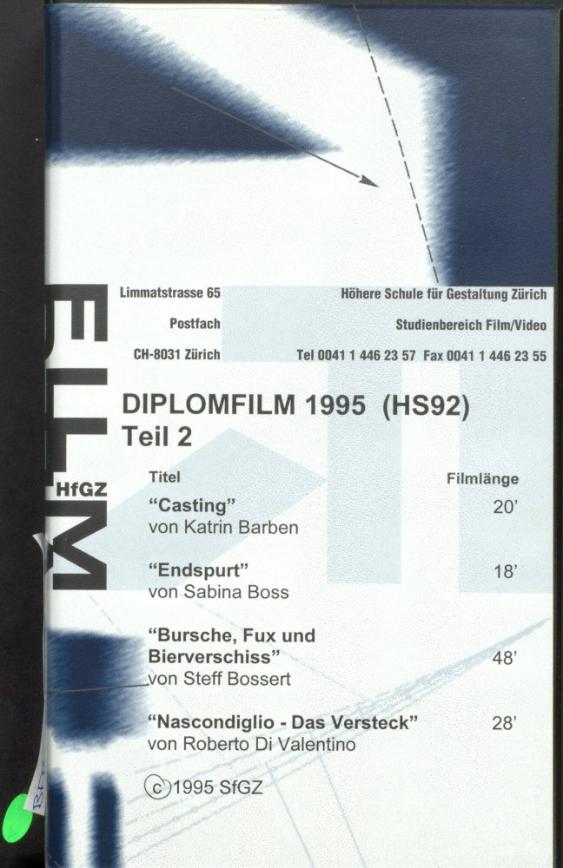 Limmatstrasse 65
Höhere Schule für Gestaltung Zürich
Postfach
Studienbereich Film/Video
CH-8031 Zürich
Tel 0041 1 446 23 57 Fax 0041 1 446 23 55
FILM
HfGZ
DIPLOMFILM 1995 (HS92)
Teil 2
Titel
Filmlänge
“Casting”
20’
von Katrin Barben
“Endspurt”
18’
von Sabina Boss
“Bursche, Fux und
Bierverschiss”
48’
von Steff Bossert
“Nascondiglio - Das Versteck”
28’
von Roberto Di Valentino
©1995 SfGZ